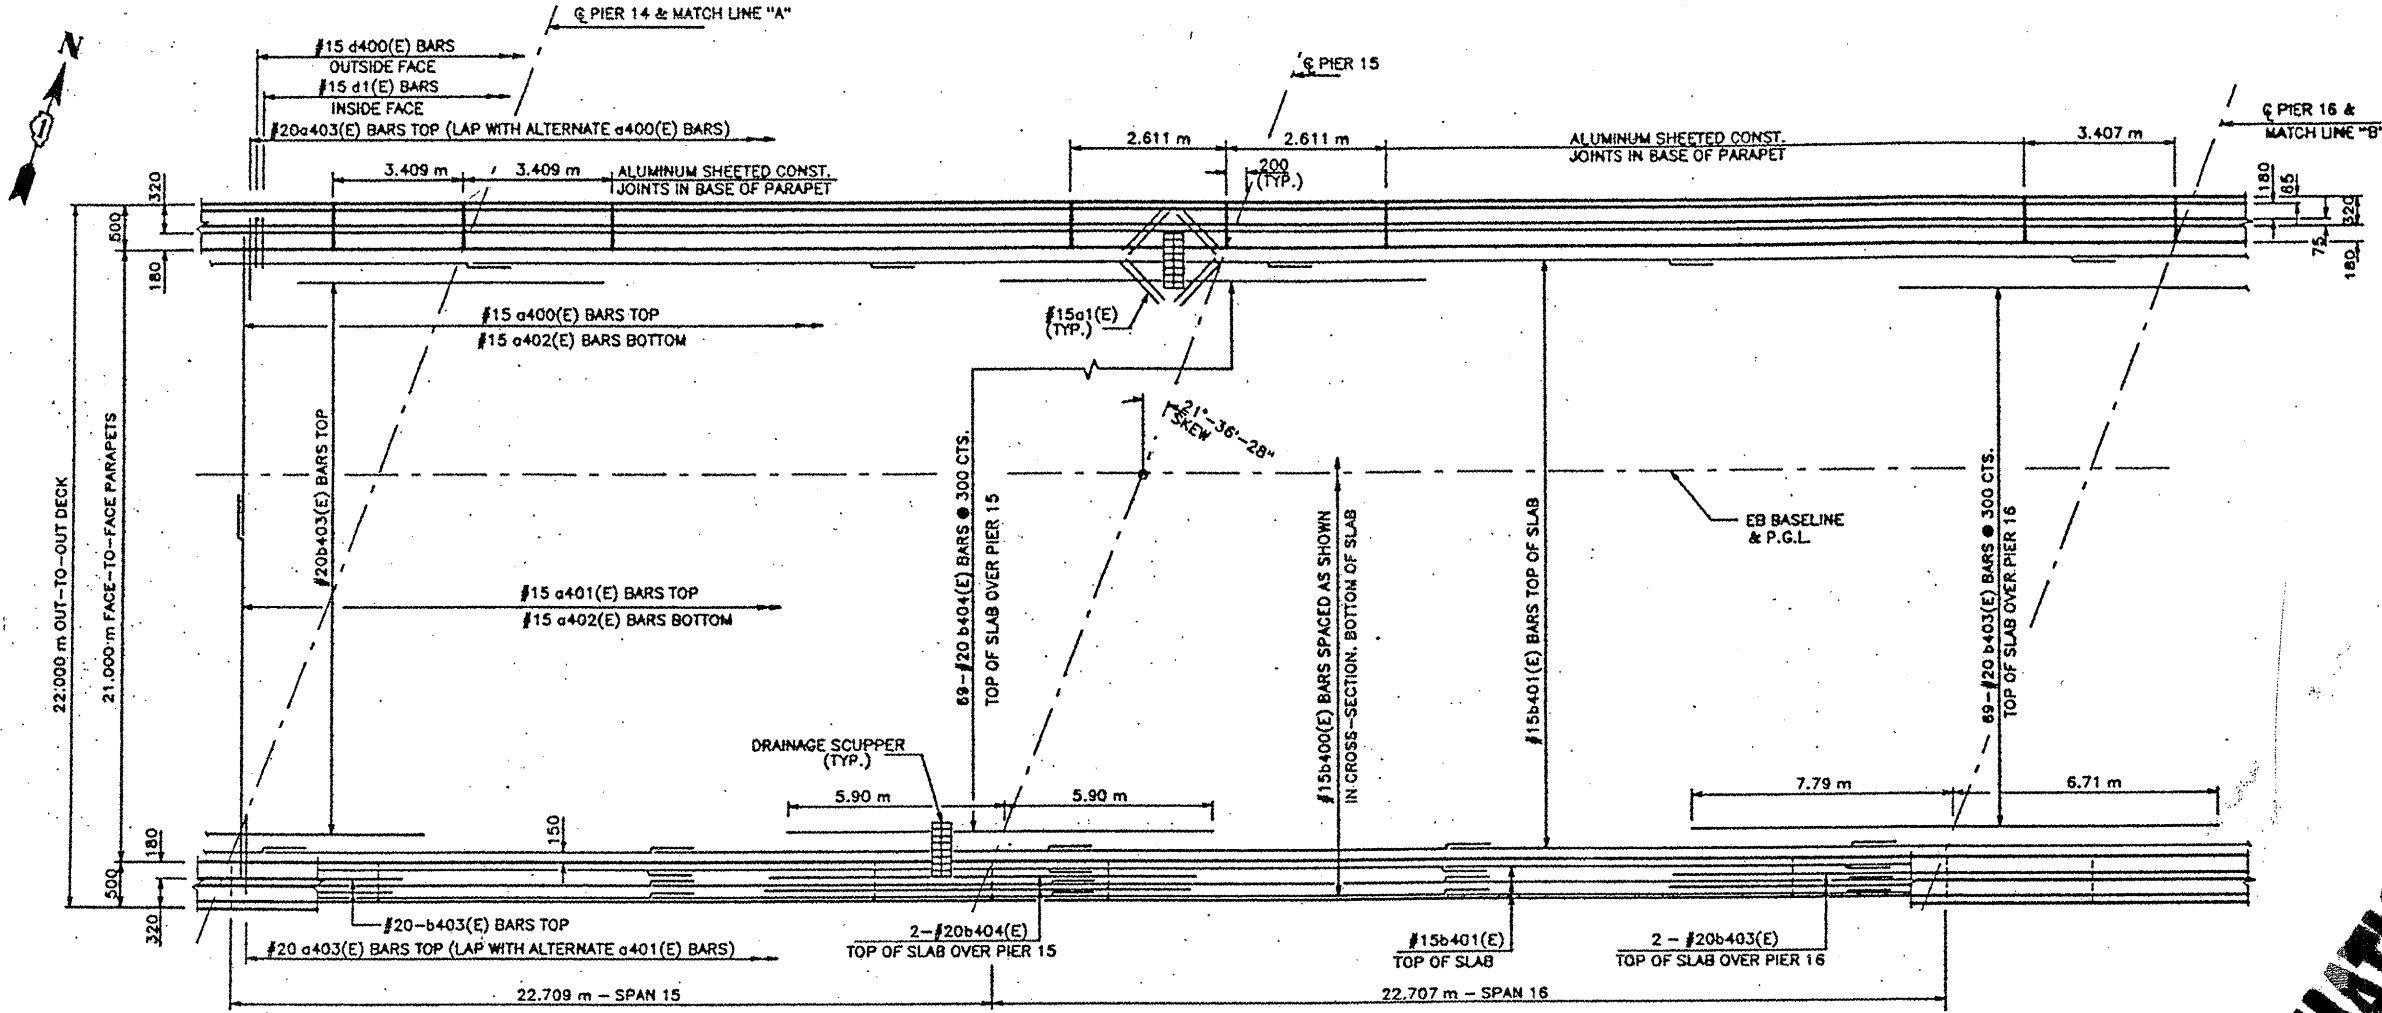 ℄ PIER 14 & MATCH LINE "A"
N
#15 d400(E) BARS
OUTSIDE FACE
#15 d1(E) BARS
INSIDE FACE
#20a403(E) BARS TOP (LAP WITH ALTERNATE a400(E) BARS)
℄ PIER 15
℄ PIER 16 &
MATCH LINE "B"
3.409 m
3.409 m
ALUMINUM SHEETED CONST.
JOINTS IN BASE OF PARAPET
2.611 m
2.611 m
200
(TYP.)
ALUMINUM SHEETED CONST.
JOINTS IN BASE OF PARAPET
3.407 m
320
500
180
180
85
320
75
180
#15 a400(E) BARS TOP
#15 a402(E) BARS BOTTOM
#15a1(E)
(TYP.)
21°-36'-28"
SKEW
22.000 m OUT-TO-OUT DECK
21.000 m FACE-TO-FACE PARAPETS
#20b403(E) BARS TOP
69-#20 b404(E) BARS @ 300 CTS.
TOP OF SLAB OVER PIER 15
#15b400(E) BARS SPACED AS SHOWN
IN CROSS-SECTION, BOTTOM OF SLAB
#15b401(E) BARS TOP OF SLAB
EB BASELINE
& P.G.L.
69-#20 b403(E) BARS @ 300 CTS.
TOP OF SLAB OVER PIER 16
#15 a401(E) BARS TOP
#15 a402(E) BARS BOTTOM
DRAINAGE SCUPPER
(TYP.)
5.90 m
5.90 m
7.79 m
6.71 m
180
150
500
320
#20-b403(E) BARS TOP
#20 a403(E) BARS TOP (LAP WITH ALTERNATE a401(E) BARS)
2-#20b404(E)
TOP OF SLAB OVER PIER 15
#15b401(E)
TOP OF SLAB
2 - #20b403(E)
TOP OF SLAB OVER PIER 16
22.709 m - SPAN 15
22.707 m - SPAN 16